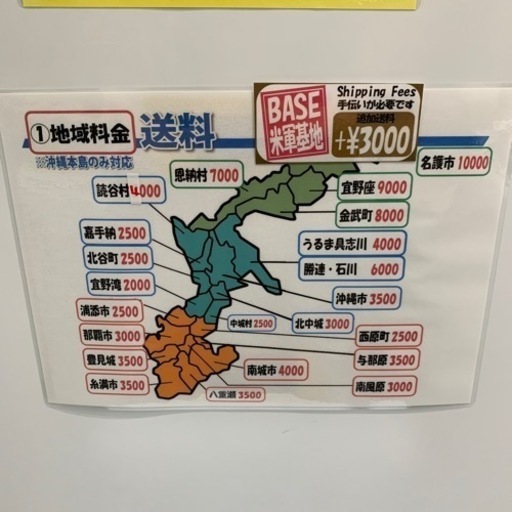 ①地域料金 送料
※沖縄本島のみ対応
BASE
米軍基地
Shipping Fees
手伝いが必要です
追加送料
+¥3000
名護市 10000
恩納村 7000
宜野座 9000
読谷村 4000
金武町 8000
嘉手納 2500
うるま具志川 4000
北谷町 2500
勝連・石川 6000
宜野湾 2000
沖縄市 3500
浦添市 2500
中城村 2500
北中城 3000
那覇市 3000
西原町 2500
豊見城 3500
与那原 3500
南城市 4000
糸満市 3500
八重瀬 3500
南風原 3000